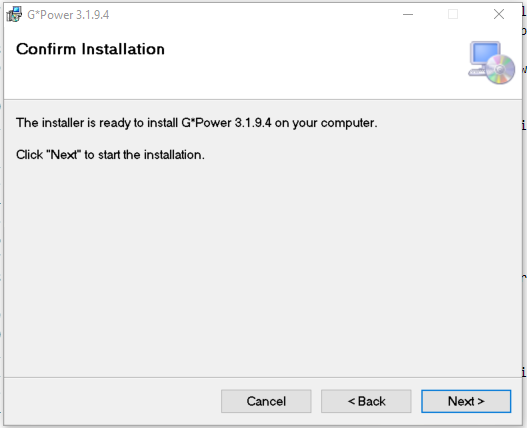 G*Power 3.1.9.4
Confirm Installation
The installer is ready to install G*Power 3.1.9.4 on your computer.
Click "Next" to start the installation.
Cancel
< Back
Next >